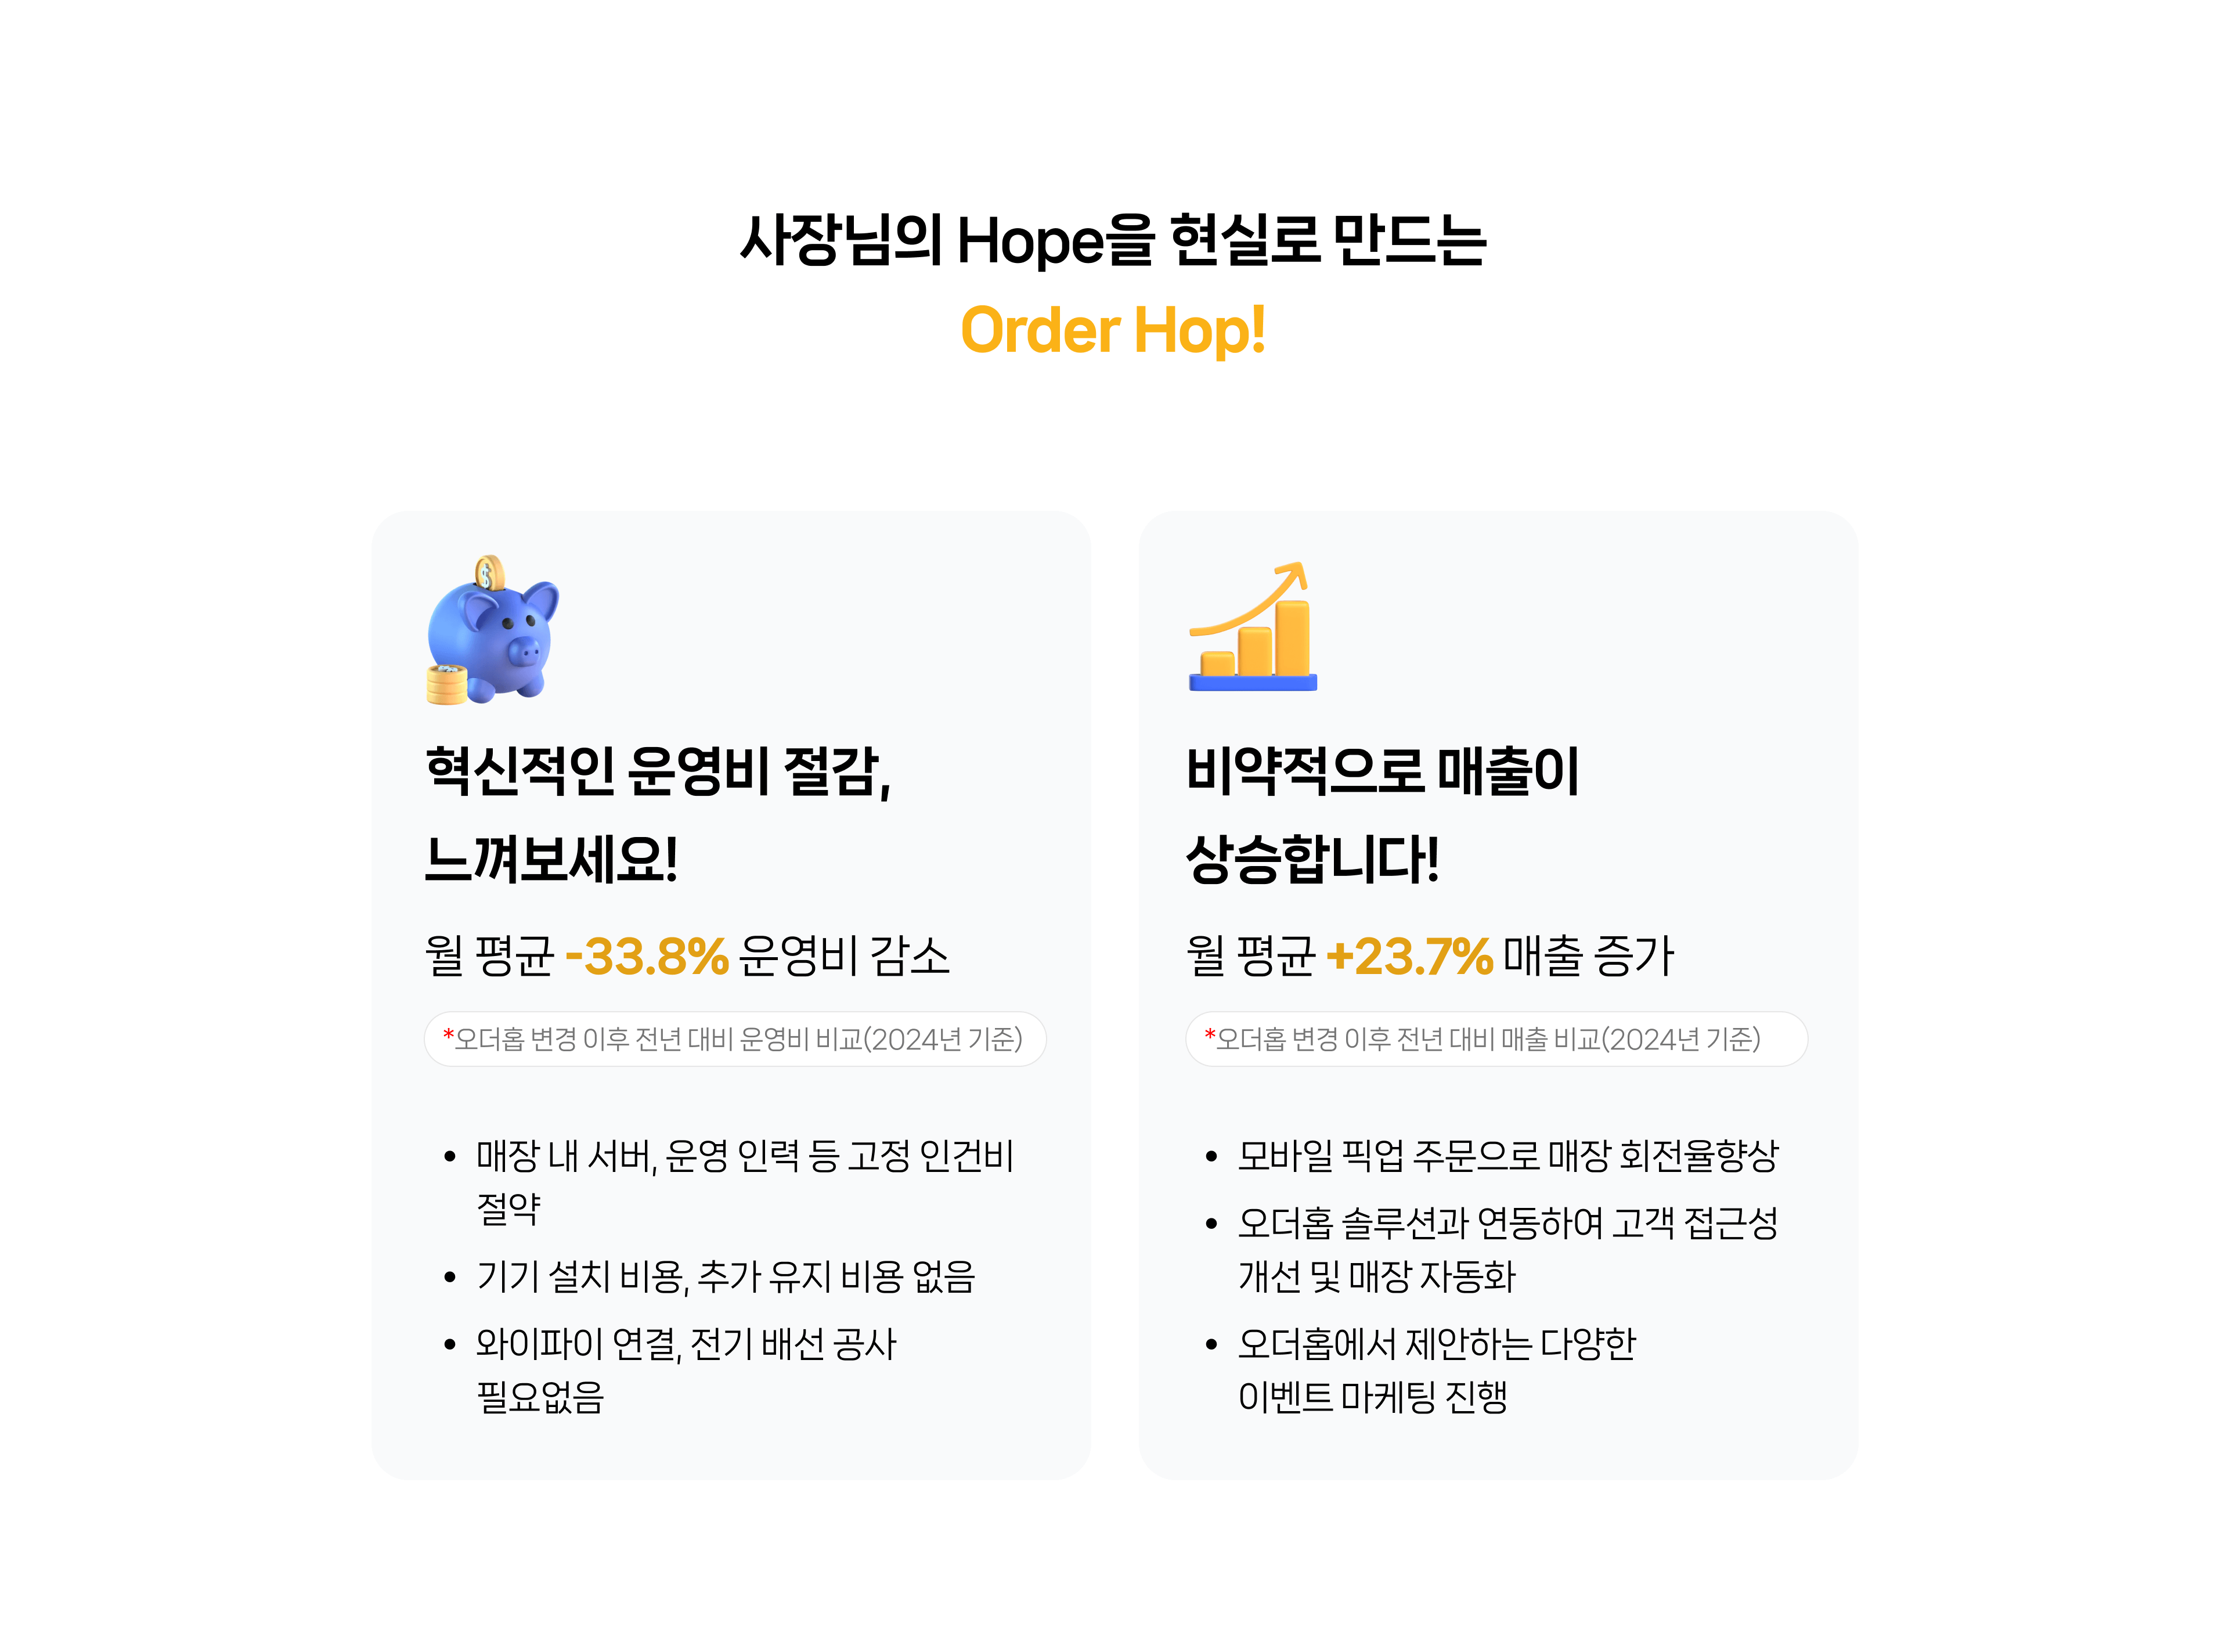 사장님의 Hope을 현실로 만드는
Order Hop!
혁신적인 운영비 절감,
느껴보세요!
월 평균 -33.8% 운영비 감소
*오더홉 변경 이후 전년 대비 운영비 비교(2024년 기준)
• 매장 내 서버, 운영 인력 등 고정 인건비
절약
• 기기 설치 비용, 추가 유지 비용 없음
• 와이파이 연결, 전기 배선 공사
필요없음
비약적으로 매출이
상승합니다!
월 평균 +23.7% 매출 증가
*오더홉 변경 이후 전년 대비 매출 비교(2024년 기준)
• 모바일 픽업 주문으로 매장 회전율향상
• 오더홉 솔루션과 연동하여 고객 접근성
개선 및 매장 자동화
• 오더홉에서 제안하는 다양한
이벤트 마케팅 진행